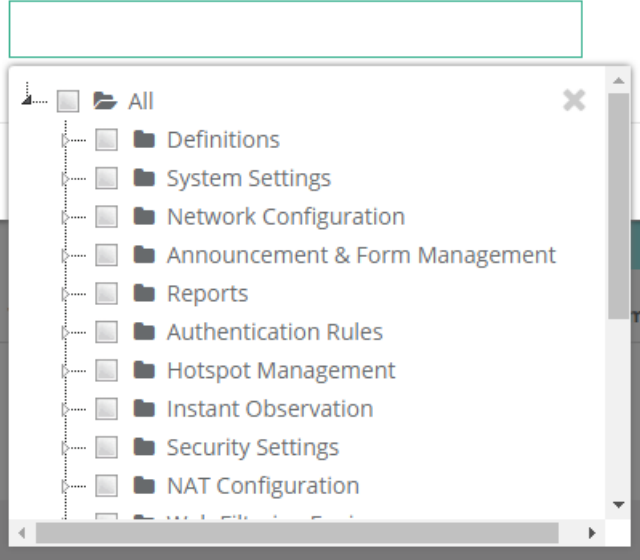 All
Definitions
System Settings
Network Configuration
Announcement & Form Management
Reports
Authentication Rules
Hotspot Management
Instant Observation
Security Settings
NAT Configuration